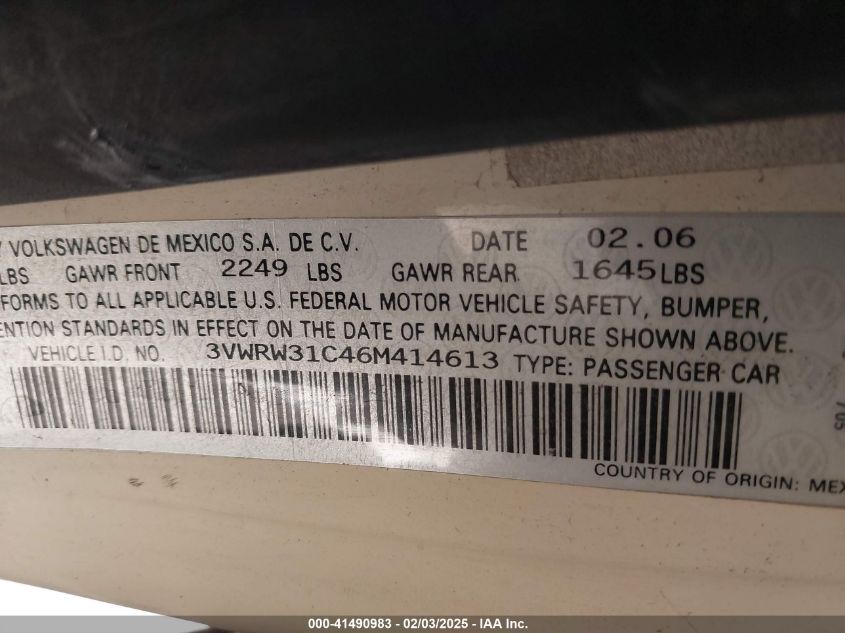 VOLKSWAGEN DE MEXICO S.A. DE C.V. DATE 02.06
LBS GAWR FRONT 2249 LBS GAWR REAR 1645 LBS
FORMS TO ALL APPLICABLE U.S. FEDERAL MOTOR VEHICLE SAFETY, BUMPER,
ENTION STANDARDS IN EFFECT ON THE DATE OF MANUFACTURE SHOWN ABOVE.
VEHICLE I.D. NO. 3VWRW31C46M414613 TYPE: PASSENGER CAR
COUNTRY OF ORIGIN: MEX
000-41490983 - 02/03/2025 - IAA Inc.